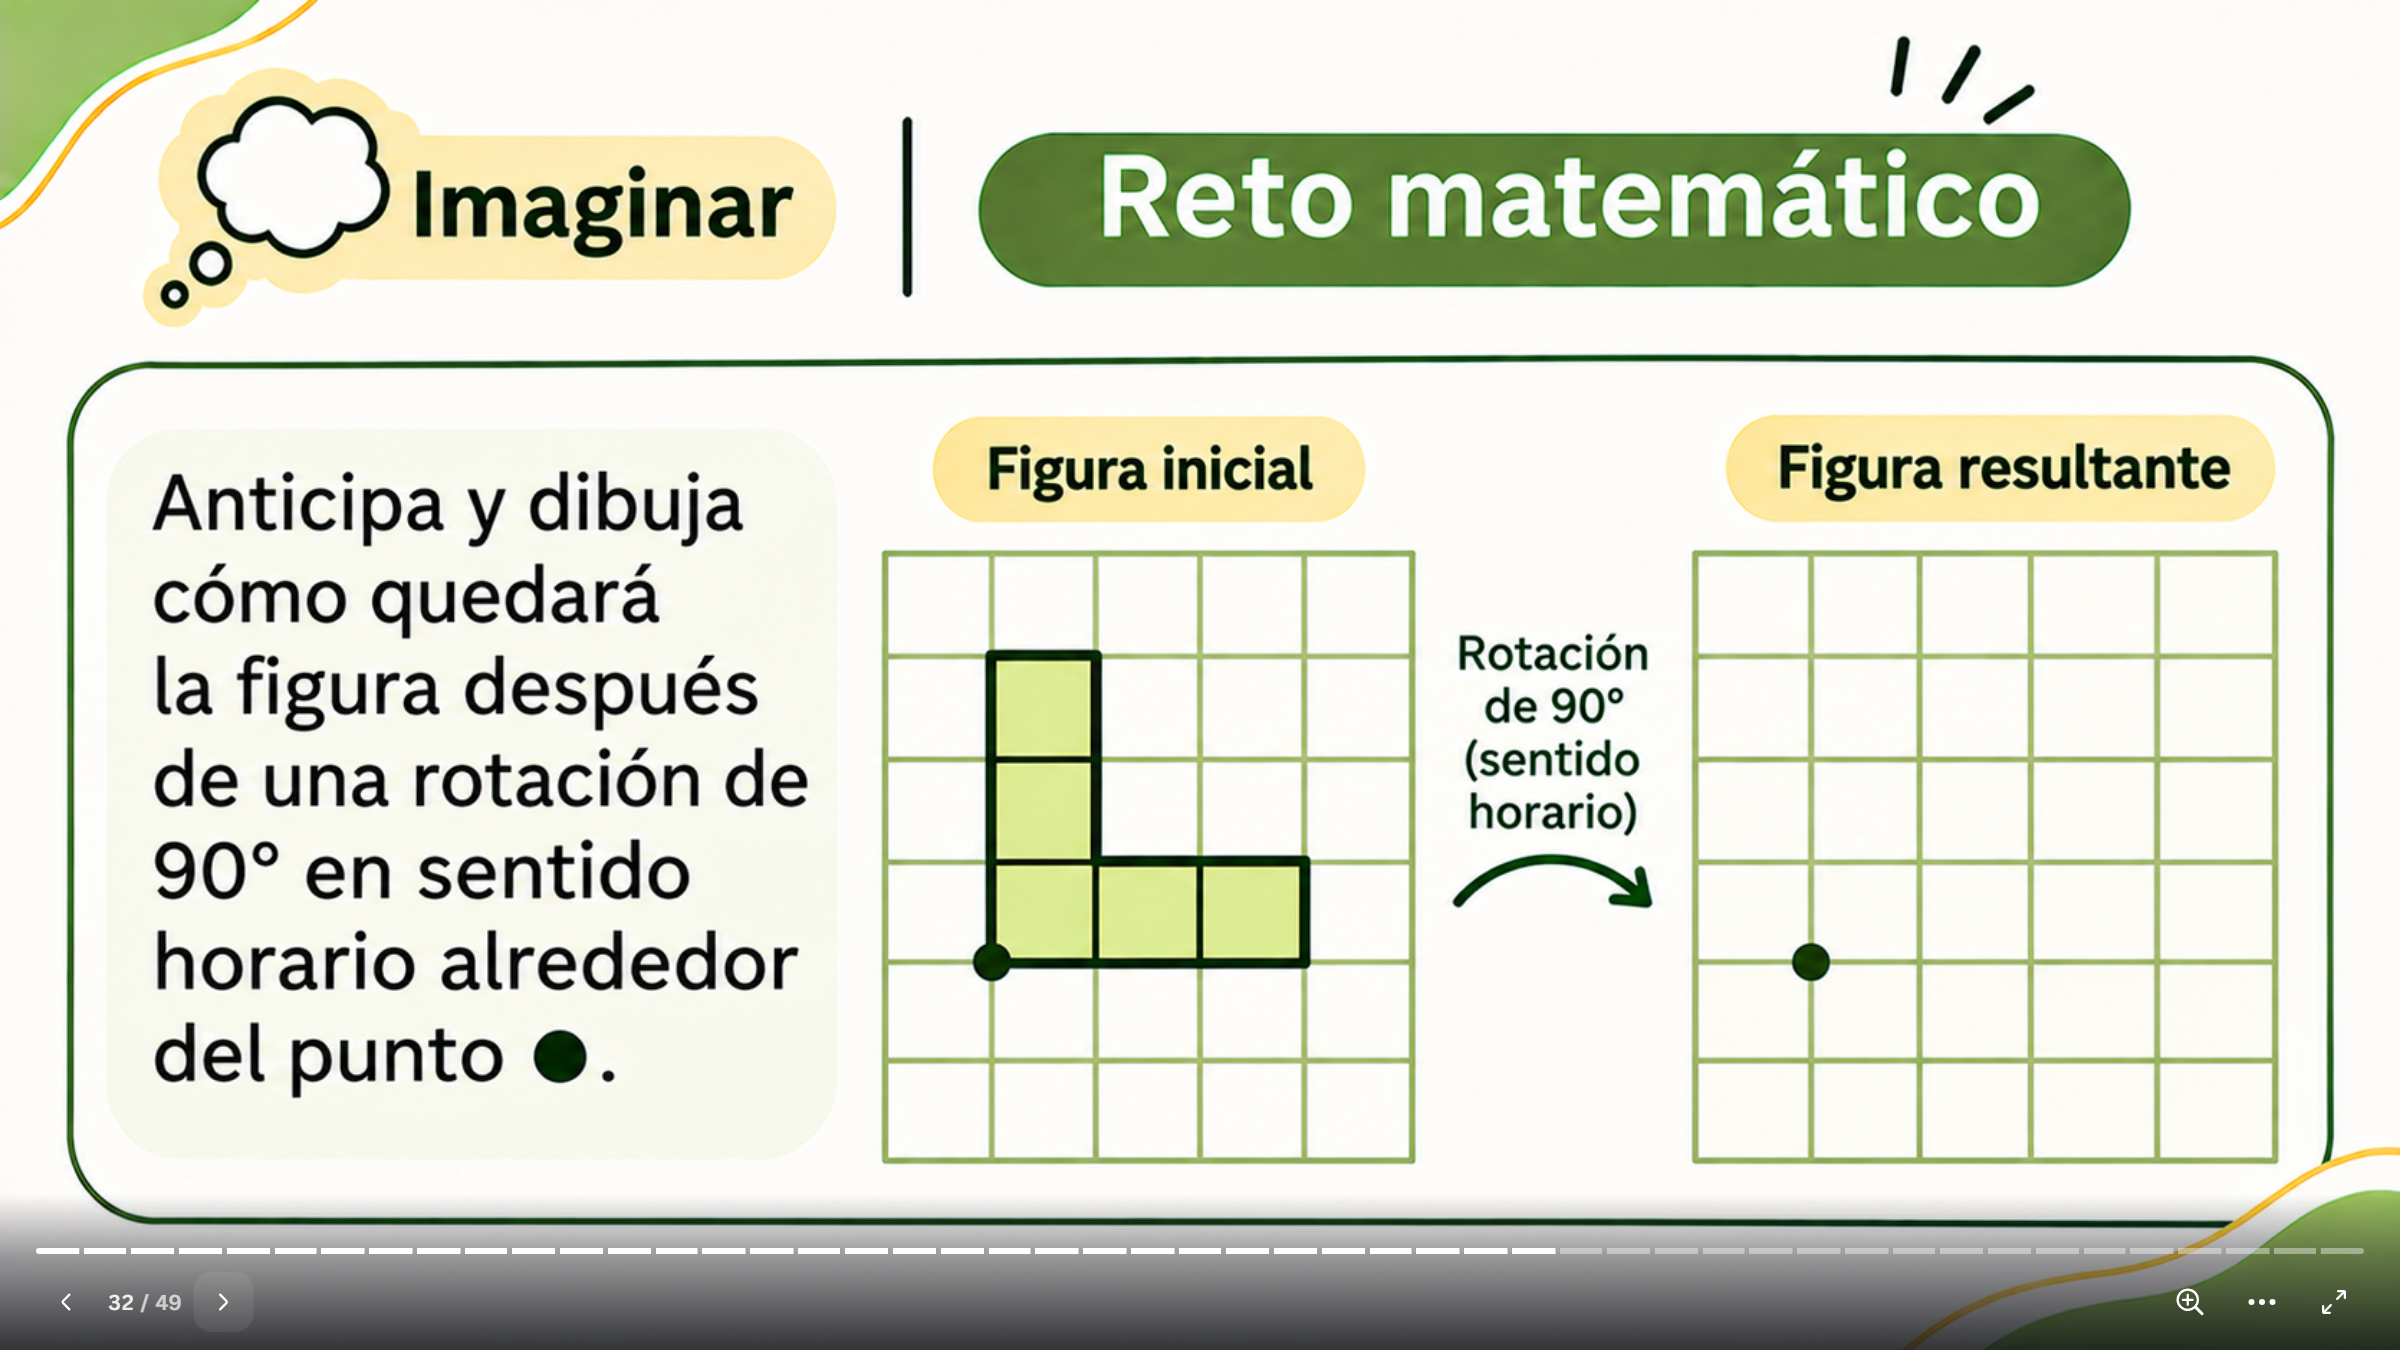 Imaginar
Reto matemático
Anticipa y dibuja
cómo quedará
la figura después
de una rotación de
90° en sentido
horario alrededor
del punto ●.
Figura inicial
Rotación
de 90°
(sentido
horario)
Figura resultante
32 / 49